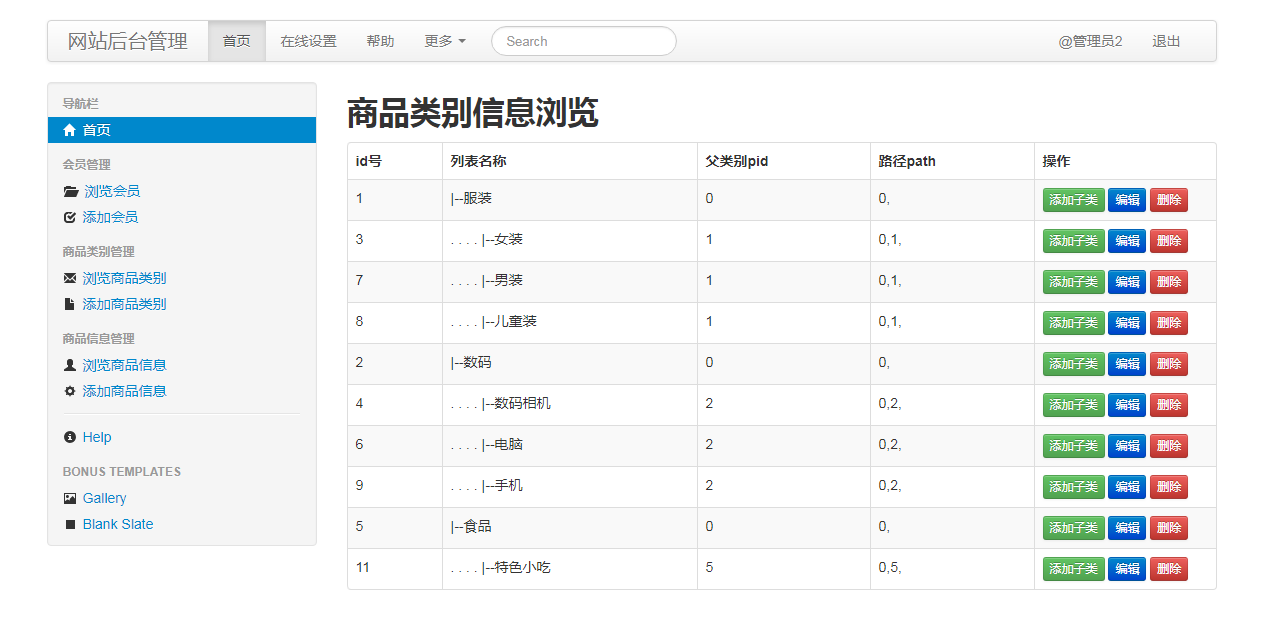 网站后台管理 首页 在线设置 帮助 更多 Search @管理员2 退出
导航栏
首页
会员管理
浏览会员
添加会员
商品类别管理
浏览商品类别
添加商品类别
商品信息管理
浏览商品信息
添加商品信息
Help
BONUS TEMPLATES
Gallery
Blank Slate
商品类别信息浏览
id号 列表名称 父类别pid 路径path 操作
1 |--服装 0 0, 添加子类 编辑 删除
3 . . . . |--女装 1 0,1, 添加子类 编辑 删除
7 . . . . |--男装 1 0,1, 添加子类 编辑 删除
8 . . . . |--儿童装 1 0,1, 添加子类 编辑 删除
2 |--数码 0 0, 添加子类 编辑 删除
4 . . . . |--数码相机 2 0,2, 添加子类 编辑 删除
6 . . . . |--电脑 2 0,2, 添加子类 编辑 删除
9 . . . . |--手机 2 0,2, 添加子类 编辑 删除
5 |--食品 0 0, 添加子类 编辑 删除
11 . . . . |--特色小吃 5 0,5, 添加子类 编辑 删除